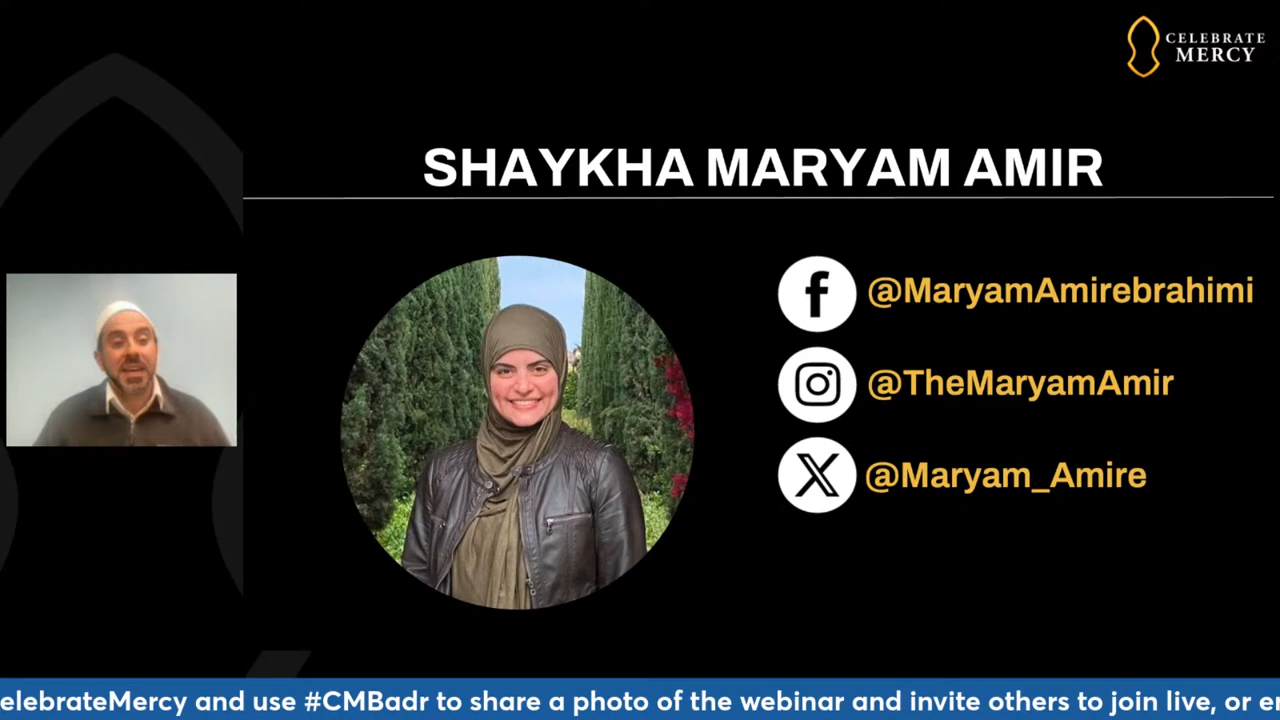 CELEBRATE
MERCY
SHAYKHA MARYAM AMIR
@MaryamAmirebrahimi
@TheMaryamAmir
@Maryam_Amire
elebrateMercy and use #CMBadr to share a photo of the webinar and invite others to join live, or